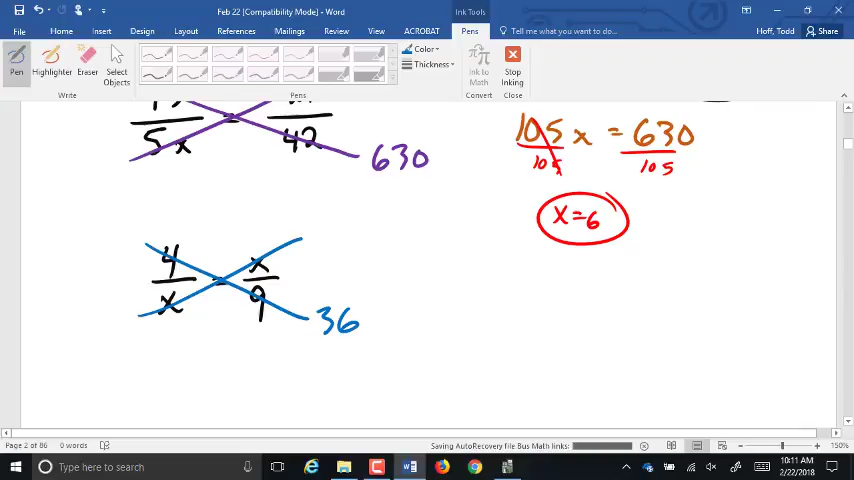 Feb 22 [Compatibility Mode] - Word
Ink Tools
File Home Insert Design Layout References Mailings Review View ACROBAT Pens Tell me what you want to do... Hoff, Todd Share
Pen Highlighter Eraser Select Objects
Color
Thickness
Ink to Math
Stop Inking
Write Pens Convert Close
5x = 42
630
105x = 630
105 105
x=6
4 = x
x 9
36
Page 2 of 86 0 words Saving AutoRecovery file Bus Math links: 150%
Type here to search
10:11 AM
2/22/2018